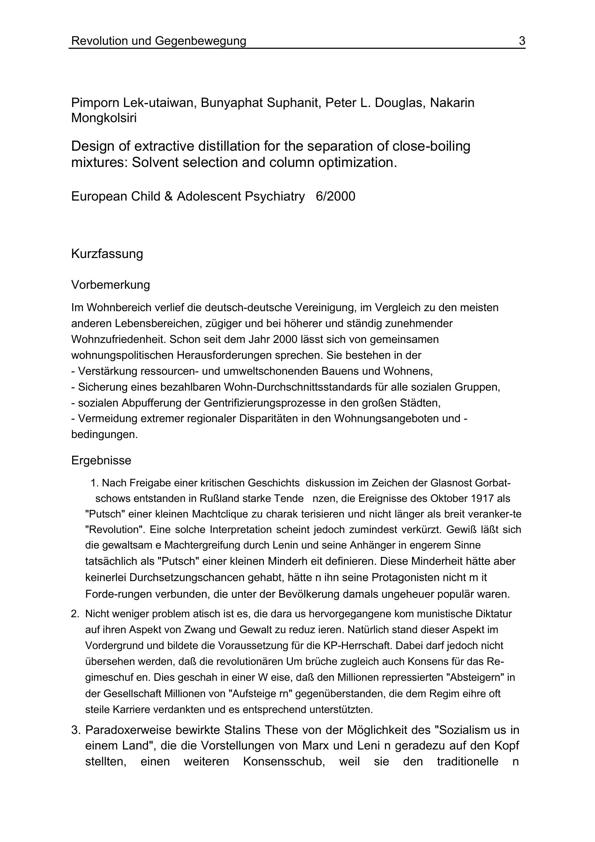 Revolution und Gegenbewegung 3
Pimporn Lek-utaiwan, Bunyaphat Suphanit, Peter L. Douglas, Nakarin
Mongkolsiri
Design of extractive distillation for the separation of close-boiling
mixtures: Solvent selection and column optimization.
European Child & Adolescent Psychiatry 6/2000
Kurzfassung
Vorbemerkung
Im Wohnbereich verlief die deutsch-deutsche Vereinigung, im Vergleich zu den meisten
anderen Lebensbereichen, zügiger und bei höherer und ständig zunehmender
Wohnzufriedenheit. Schon seit dem Jahr 2000 lässt sich von gemeinsamen
wohnungspolitischen Herausforderungen sprechen. Sie bestehen in der
- Verstärkung ressourcen- und umweltschonenden Bauens und Wohnens,
- Sicherung eines bezahlbaren Wohn-Durchschnittsstandards für alle sozialen Gruppen,
- sozialen Abpufferung der Gentrifizierungsprozesse in den großen Städten,
- Vermeidung extremer regionaler Disparitäten in den Wohnungsangeboten und -
bedingungen.
Ergebnisse
1. Nach Freigabe einer kritischen Geschichts diskussion im Zeichen der Glasnost Gorbat-
schows entstanden in Rußland starke Tende nzen, die Ereignisse des Oktober 1917 als
"Putsch" einer kleinen Machtclique zu charak terisieren und nicht länger als breit veranker-te
"Revolution". Eine solche Interpretation scheint jedoch zumindest verkürzt. Gewiß läßt sich
die gewaltsam e Machtergreifung durch Lenin und seine Anhänger in engerem Sinne
tatsächlich als "Putsch" einer kleinen Minderh eit definieren. Diese Minderheit hätte aber
keinerlei Durchsetzungschancen gehabt, hätte n ihn seine Protagonisten nicht m it
Forde-rungen verbunden, die unter der Bevölkerung damals ungeheuer populär waren.
2. Nicht weniger problem atisch ist es, die dara us hervorgegangene kom munistische Diktatur
auf ihren Aspekt von Zwang und Gewalt zu reduz ieren. Natürlich stand dieser Aspekt im
Vordergrund und bildete die Voraussetzung für die KP-Herrschaft. Dabei darf jedoch nicht
übersehen werden, daß die revolutionären Um brüche zugleich auch Konsens für das Re-
gimeschuf en. Dies geschah in einer W eise, daß den Millionen repressierten "Absteigern" in
der Gesellschaft Millionen von "Aufsteige rn" gegenüberstanden, die dem Regim eihre oft
steile Karriere verdankten und es entsprechend unterstützten.
3. Paradoxerweise bewirkte Stalins These von der Möglichkeit des "Sozialism us in
einem Land", die die Vorstellungen von Marx und Leni n geradezu auf den Kopf
stellten, einen weiteren Konsensschub, weil sie den traditionelle n